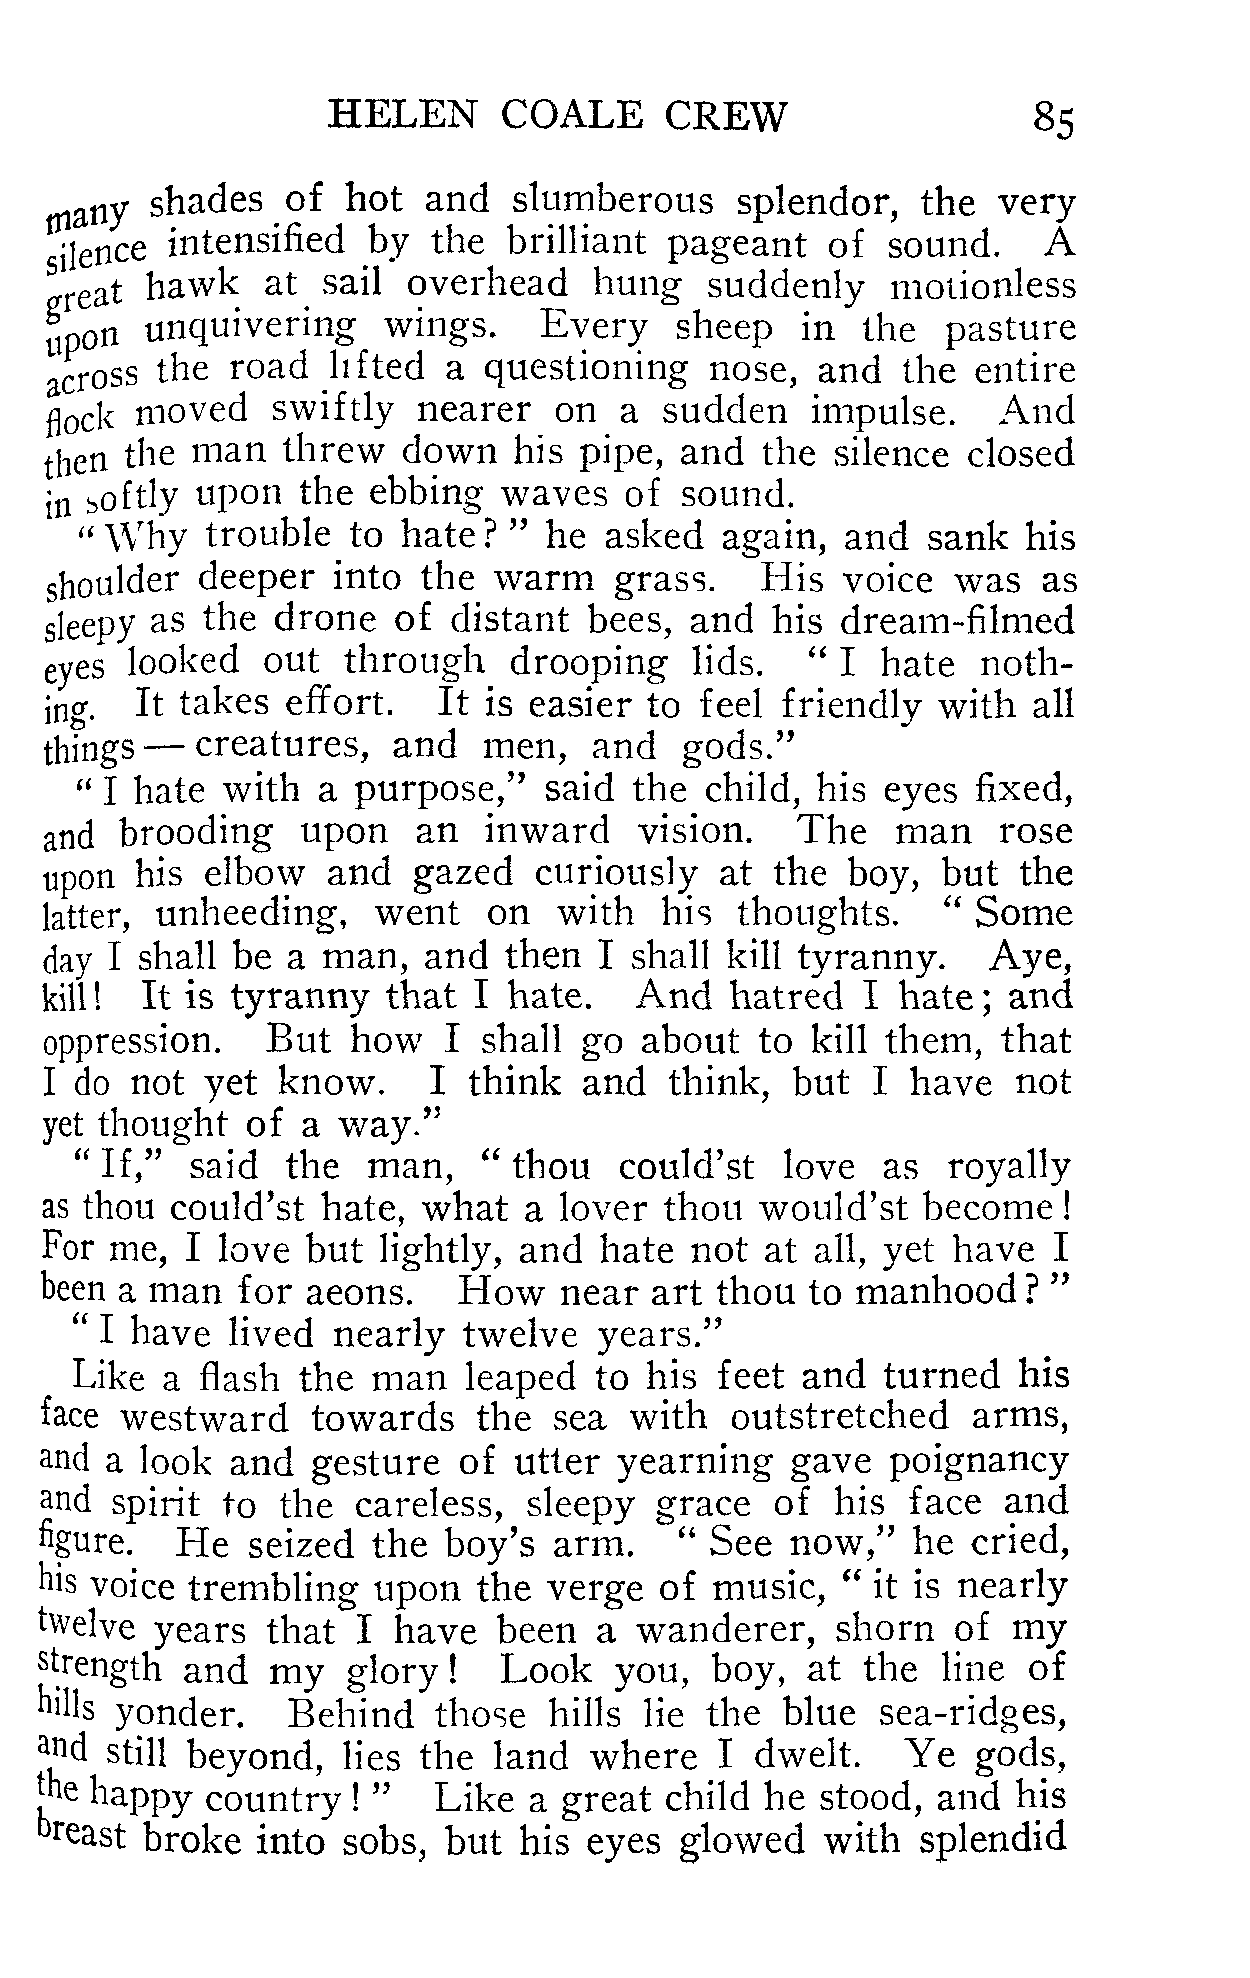 HELEN COALE CREW 85
many shades of hot and slumberous splendor, the very
silence intensified by the brilliant pageant of sound. A
great hawk at sail overhead hung suddenly motionless
upon unquivering wings. Every sheep in the pasture
across the road lifted a questioning nose, and the entire
flock moved swiftly nearer on a sudden impulse. And
then the man threw down his pipe, and the silence closed
in softly upon the ebbing waves of sound.
“ Why trouble to hate? ” he asked again, and sank his
shoulder deeper into the warm grass. His voice was as
sleepy as the drone of distant bees, and his dream-filmed
eyes looked out through drooping lids. “ I hate noth-
ing. It takes effort. It is easier to feel friendly with all
things — creatures, and men, and gods.”
“ I hate with a purpose,” said the child, his eyes fixed,
and brooding upon an inward vision. The man rose
upon his elbow and gazed curiously at the boy, but the
latter, unheeding, went on with his thoughts. “ Some
day I shall be a man, and then I shall kill tyranny. Aye,
kill! It is tyranny that I hate. And hatred I hate; and
oppression. But how I shall go about to kill them, that
I do not yet know. I think and think, but I have not
yet thought of a way.”
“ If,” said the man, “ thou could’st love as royally
as thou could’st hate, what a lover thou would’st become!
For me, I love but lightly, and hate not at all, yet have I
been a man for aeons. How near art thou to manhood? ”
“ I have lived nearly twelve years.”
Like a flash the man leaped to his feet and turned his
face westward towards the sea with outstretched arms,
and a look and gesture of utter yearning gave poignancy
and spirit to the careless, sleepy grace of his face and
figure. He seized the boy’s arm. “ See now,” he cried,
his voice trembling upon the verge of music, “ it is nearly
twelve years that I have been a wanderer, shorn of my
strength and my glory! Look you, boy, at the line of
hills yonder. Behind those hills lie the blue sea-ridges,
and still beyond, lies the land where I dwelt. Ye gods,
the happy country! ” Like a great child he stood, and his
breast broke into sobs, but his eyes glowed with splendid